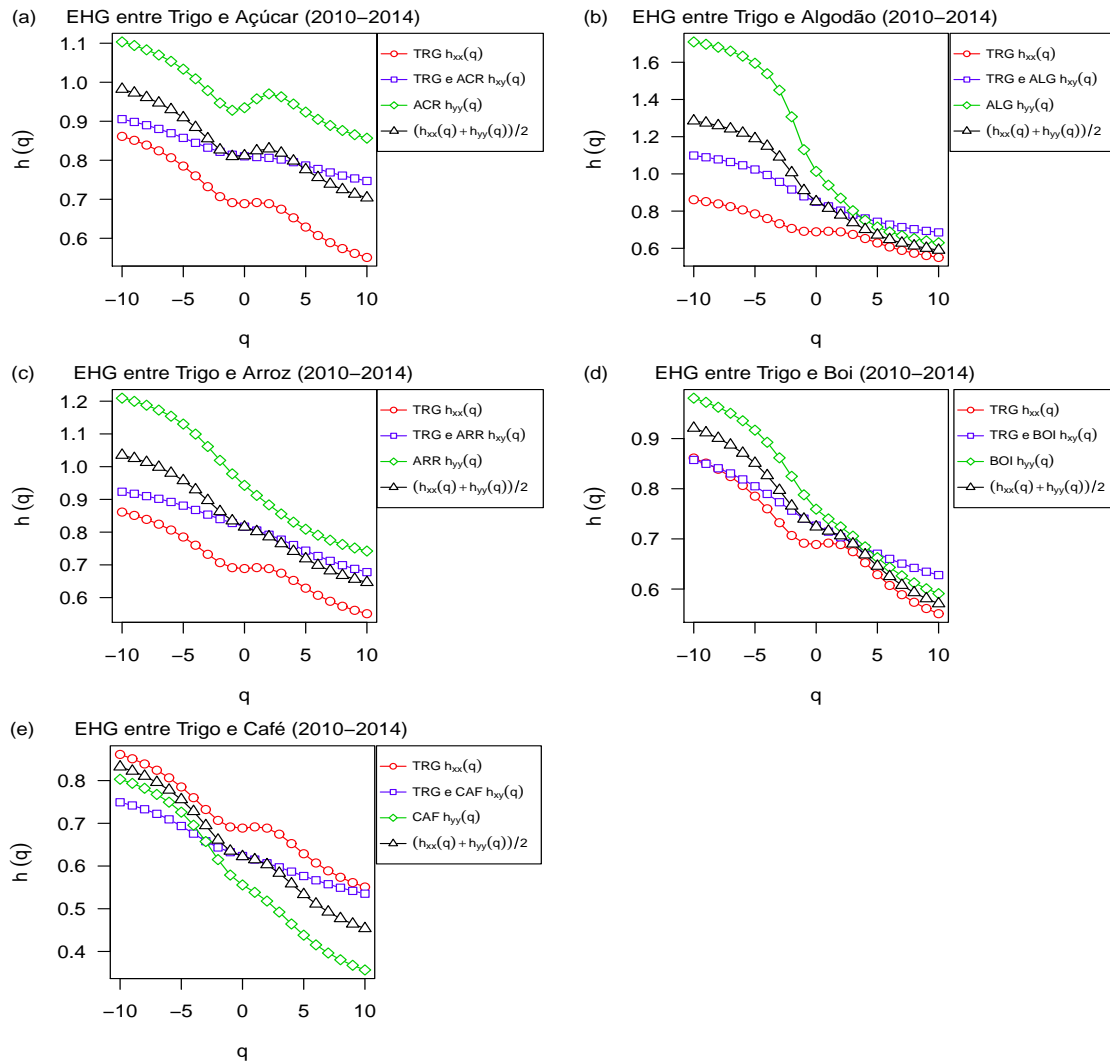 (a) EHG entre Trigo e Açúcar (2010−2014)
h (q)
1.1
1.0
0.9
0.8
0.7
0.6
−10 −5 0 5 10
q
TRG hxx(q)
TRG e ACR hxy(q)
ACR hyy(q)
(hxx(q) + hyy(q))/2
(b) EHG entre Trigo e Algodão (2010−2014)
h (q)
1.6
1.4
1.2
1.0
0.8
0.6
−10 −5 0 5 10
q
TRG hxx(q)
TRG e ALG hxy(q)
ALG hyy(q)
(hxx(q) + hyy(q))/2
(c) EHG entre Trigo e Arroz (2010−2014)
h (q)
1.2
1.1
1.0
0.9
0.8
0.7
0.6
−10 −5 0 5 10
q
TRG hxx(q)
TRG e ARR hxy(q)
ARR hyy(q)
(hxx(q) + hyy(q))/2
(d) EHG entre Trigo e Boi (2010−2014)
h (q)
0.9
0.8
0.7
0.6
−10 −5 0 5 10
q
TRG hxx(q)
TRG e BOI hxy(q)
BOI hyy(q)
(hxx(q) + hyy(q))/2
(e) EHG entre Trigo e Café (2010−2014)
h (q)
0.8
0.7
0.6
0.5
0.4
−10 −5 0 5 10
q
TRG hxx(q)
TRG e CAF hxy(q)
CAF hyy(q)
(hxx(q) + hyy(q))/2